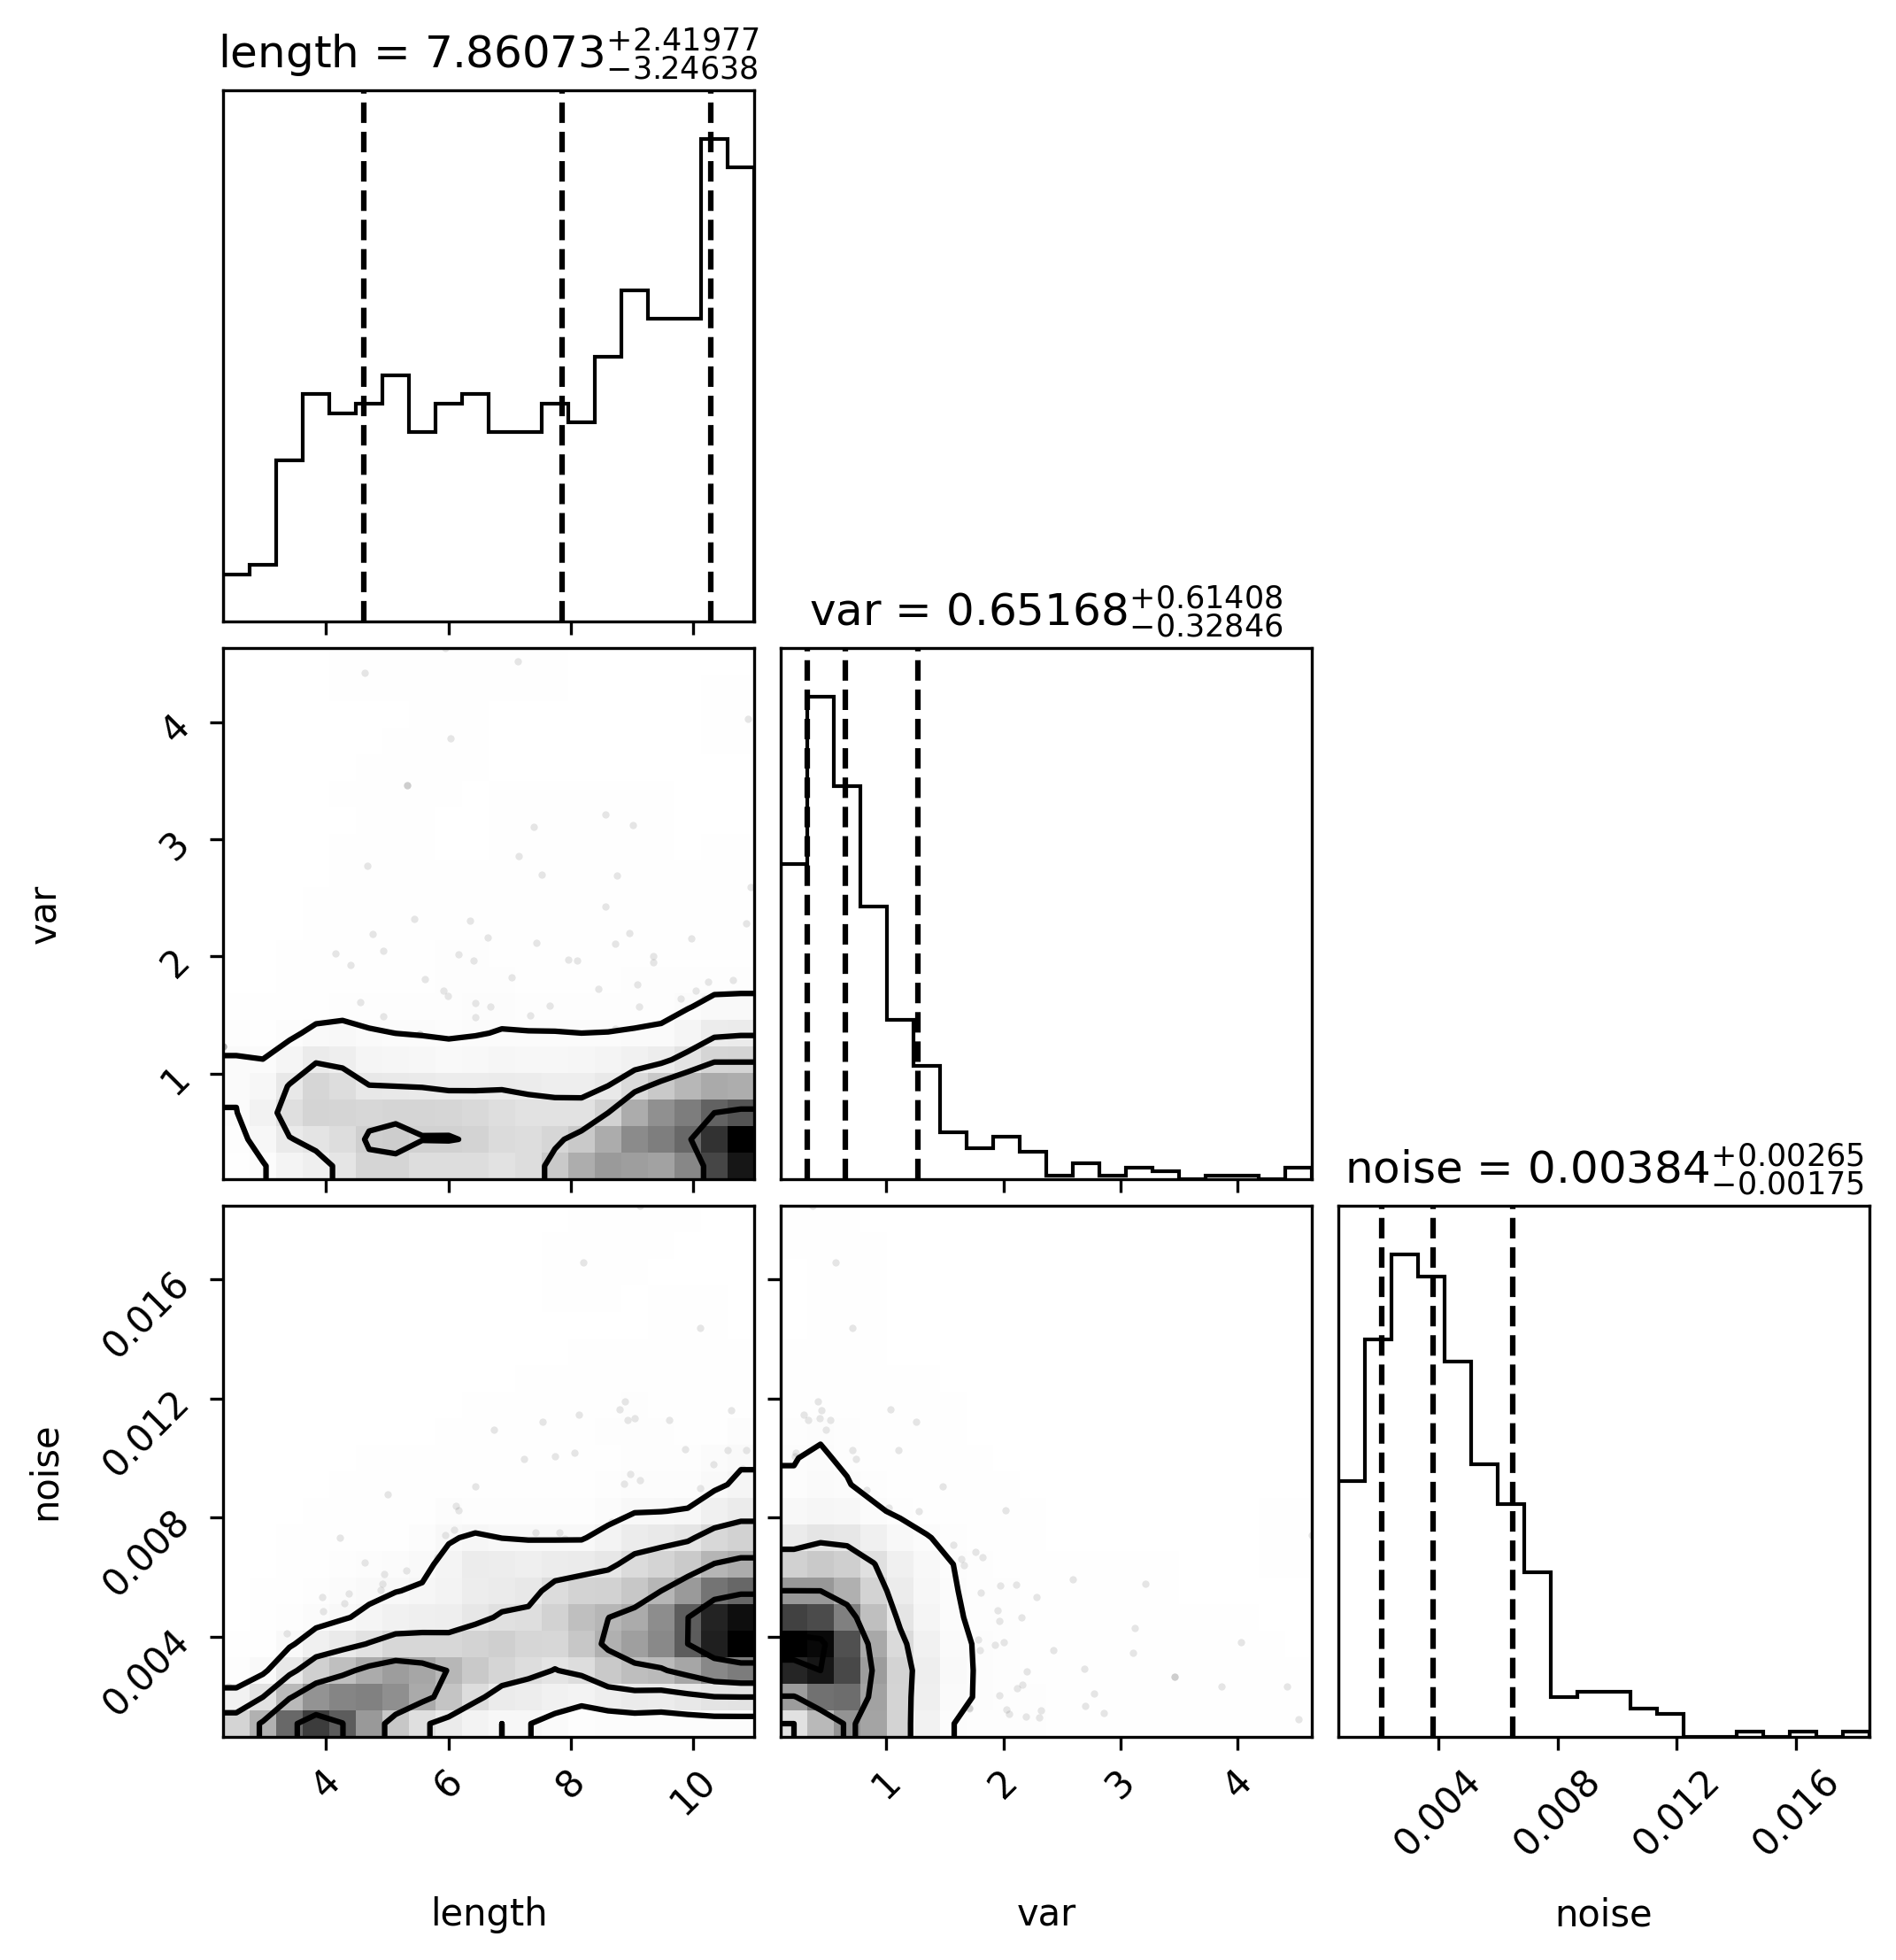 length = 7.86073+2.41977−3.24638
var = 0.65168+0.61408−0.32846
4
3
2
1
var
noise = 0.00384+0.00265−0.00175
0.016
0.012
0.008
0.004
noise
4 6 8 10 1 2 3 4 0.004 0.008 0.012 0.016
length var noise